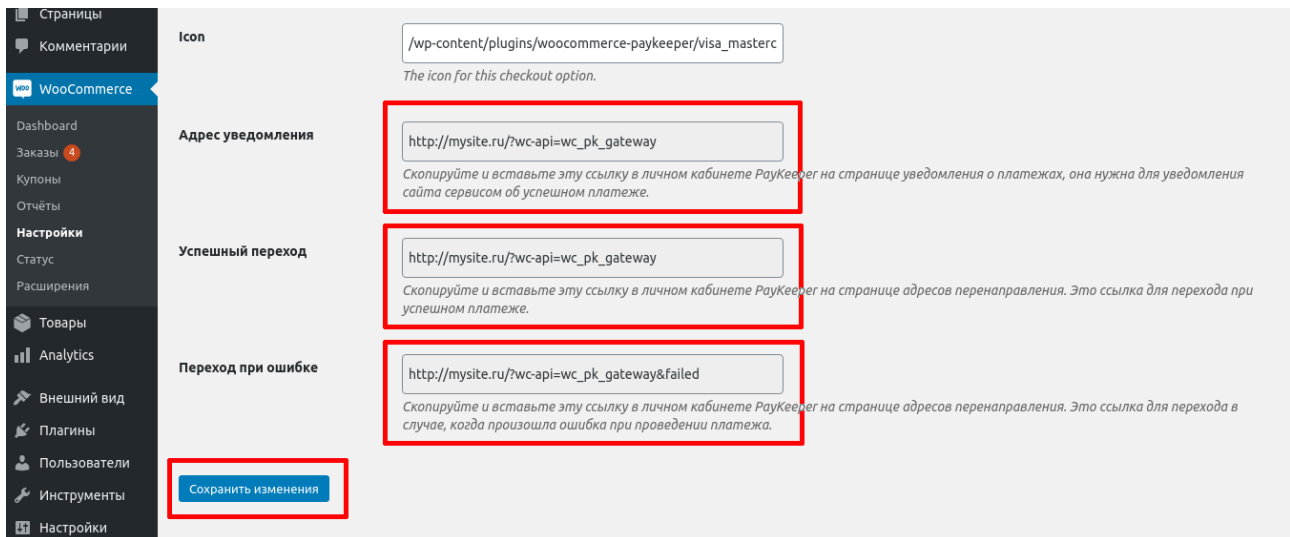 Страницы
Комментарии
WooCommerce
Dashboard
Заказы 4
Купоны
Отчёты
Настройки
Статус
Расширения
Товары
Analytics
Внешний вид
Плагины
Пользователи
Инструменты
Настройки
Icon
/wp-content/plugins/woocommerce-paykeeper/visa_masterc
The icon for this checkout option.
Адрес уведомления
http://mysite.ru/?wc-api=wc_pk_gateway
Скопируйте и вставьте эту ссылку в личном кабинете PayKeeper на странице уведомления о платежах, она нужна для уведомления
сайта сервисом об успешном платеже.
Успешный переход
http://mysite.ru/?wc-api=wc_pk_gateway
Скопируйте и вставьте эту ссылку в личном кабинете PayKeeper на странице адресов перенаправления. Это ссылка для перехода при
успешном платеже.
Переход при ошибке
http://mysite.ru/?wc-api=wc_pk_gateway&failed
Скопируйте и вставьте эту ссылку в личном кабинете PayKeeper на странице адресов перенаправления. Это ссылка для перехода в
случае, когда произошла ошибка при проведении платежа.
Сохранить изменения